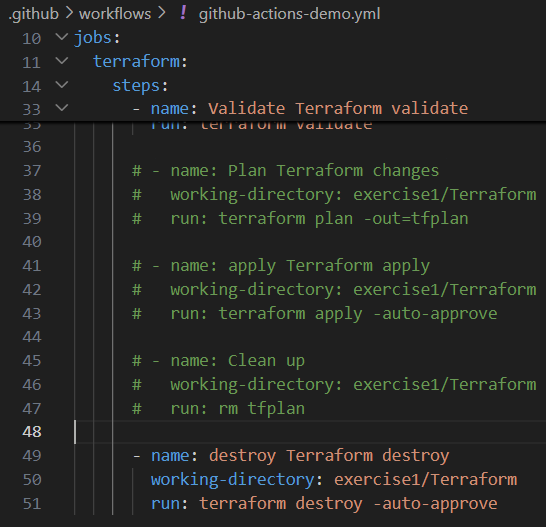 .github > workflows > ! github-actions-demo.yml
10 jobs:
11 terraform:
14 steps:
33 - name: Validate Terraform validate
35 run: terraform validate
36
37 # - name: Plan Terraform changes
38 #   working-directory: exercise1/Terraform
39 #   run: terraform plan -out=tfplan
40
41 # - name: apply Terraform apply
42 #   working-directory: exercise1/Terraform
43 #   run: terraform apply -auto-approve
44
45 # - name: Clean up
46 #   working-directory: exercise1/Terraform
47 #   run: rm tfplan
48
49 - name: destroy Terraform destroy
50 working-directory: exercise1/Terraform
51 run: terraform destroy -auto-approve